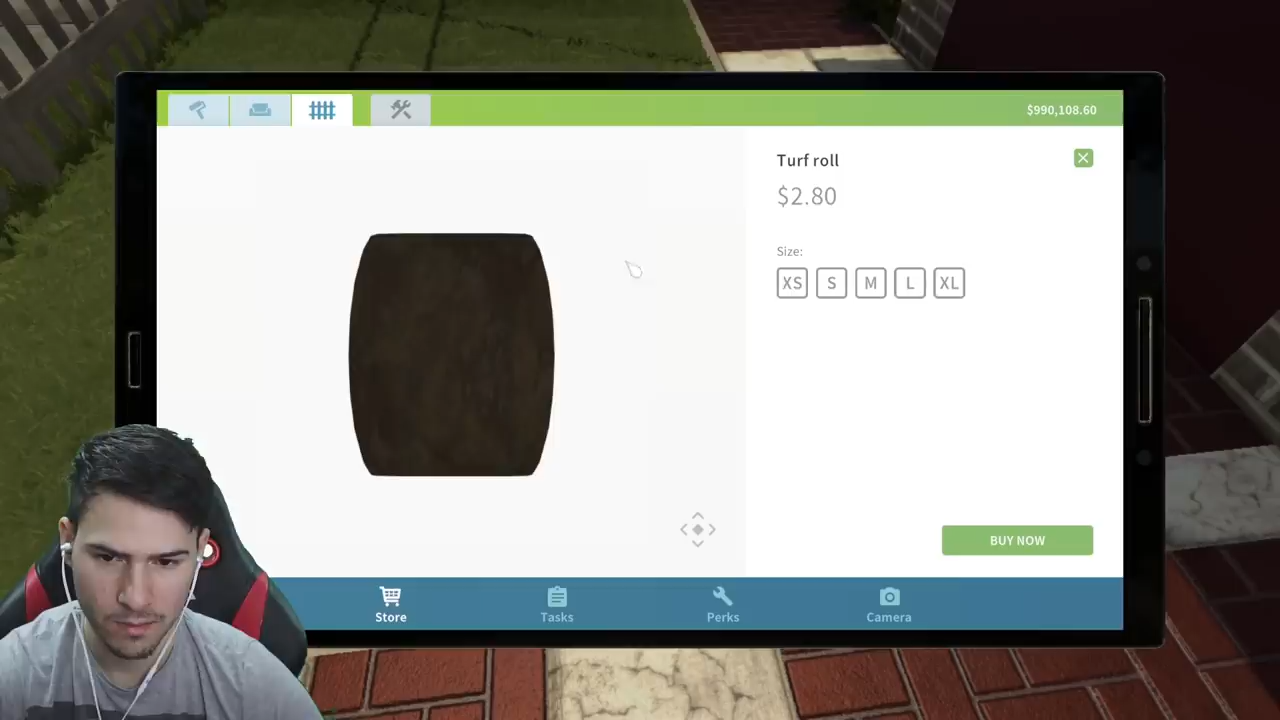 $990,108.60
Turf roll
$2.80
Size:
XS S M L XL
BUY NOW
Store Tasks Perks Camera